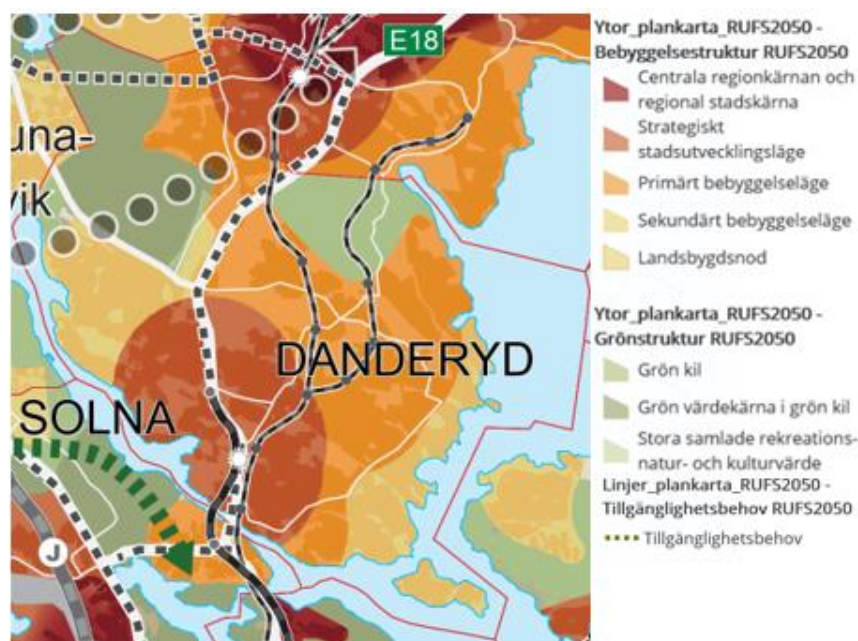 E18
una-
vik
DANDERYD
SOLNA
J
Ytor_plankarta_RUFS2050 -
Bebyggelsestruktur RUFS2050
Centrala regionkärnan och
regional stadskärna
Strategiskt
stadsutvecklingsläge
Primärt bebyggelseläge
Sekundärt bebyggelseläge
Landsbygdsnod
Ytor_plankarta_RUFS2050 -
Grönstruktur RUFS2050
Grön kil
Grön värdekärna i grön kil
Stora samlade rekreations-
natur- och kulturvärde
Linjer_plankarta_RUFS2050 -
Tillgänglighetsbehov RUFS2050
Tillgänglighetsbehov